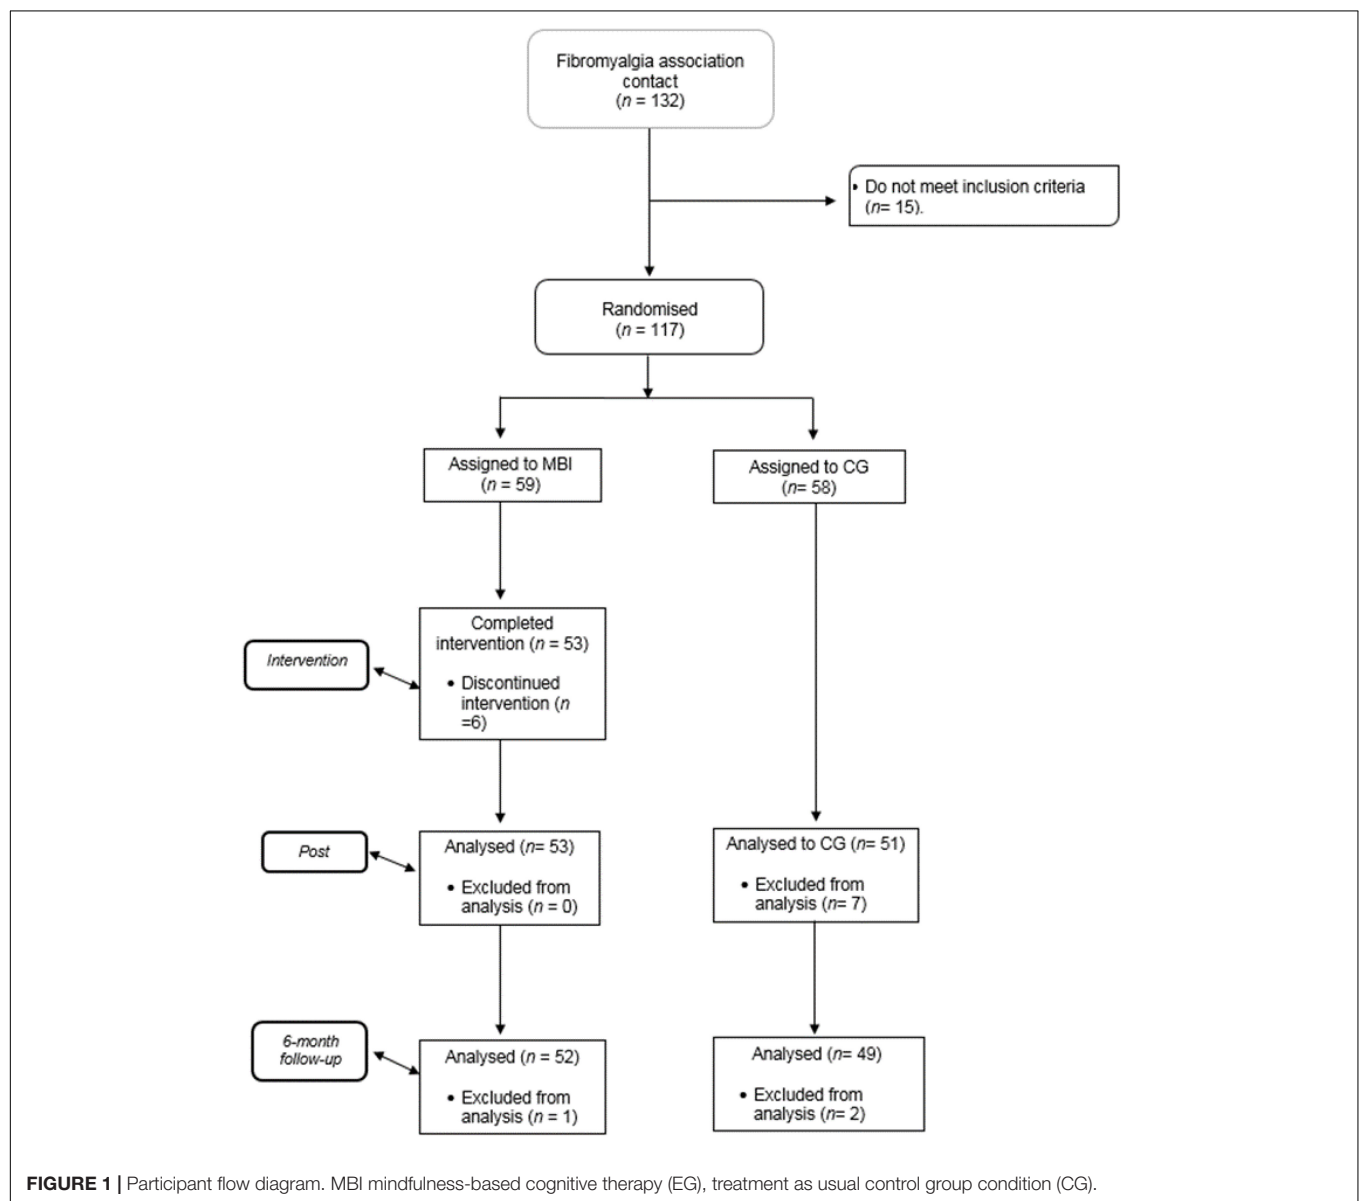 Fibromyalgia association
contact
(n = 132)
• Do not meet inclusion criteria
(n= 15).
Randomised
(n = 117)
Assigned to MBI
(n = 59)
Assigned to CG
(n= 58)
Completed
intervention (n = 53)
• Discontinued
intervention (n
=6)
Intervention
Post
Analysed (n= 53)
• Excluded from
analysis (n = 0)
Analysed to CG (n= 51)
• Excluded from
analysis (n= 7)
6-month
follow-up
Analysed (n = 52)
• Excluded from
analysis (n = 1)
Analysed (n= 49)
• Excluded from
analysis (n= 2)
FIGURE 1 | Participant flow diagram. MBI mindfulness-based cognitive therapy (EG), treatment as usual control group condition (CG).